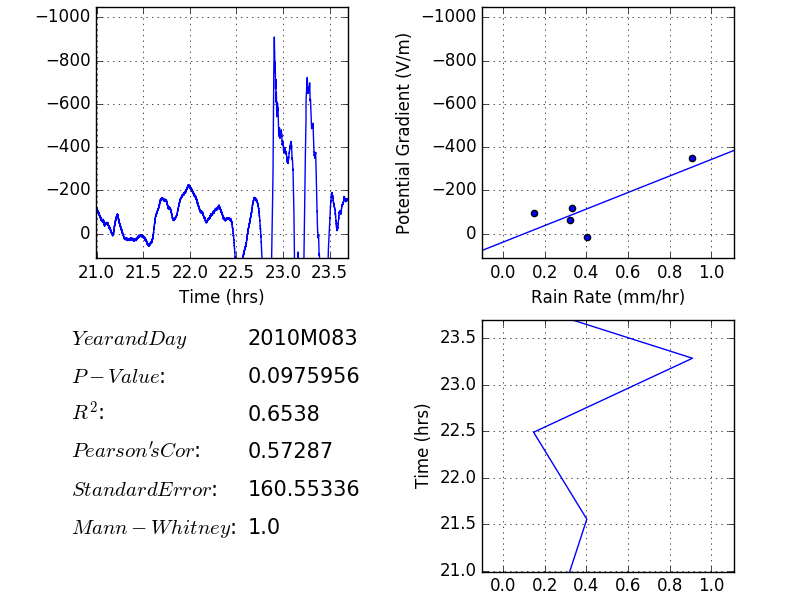 −1000
−800
−600
−400
−200
0
21.0 21.5 22.0 22.5 23.0 23.5
Time (hrs)
Potential Gradient (V/m)
−1000
−800
−600
−400
−200
0
0.0 0.2 0.4 0.6 0.8 1.0
Rain Rate (mm/hr)
YearandDay 2010M083
P−Value: 0.0975956
R²: 0.6538
Pearson'sCor: 0.57287
StandardError: 160.55336
Mann−Whitney: 1.0
Time (hrs)
23.5
23.0
22.5
22.0
21.5
21.0
0.0 0.2 0.4 0.6 0.8 1.0